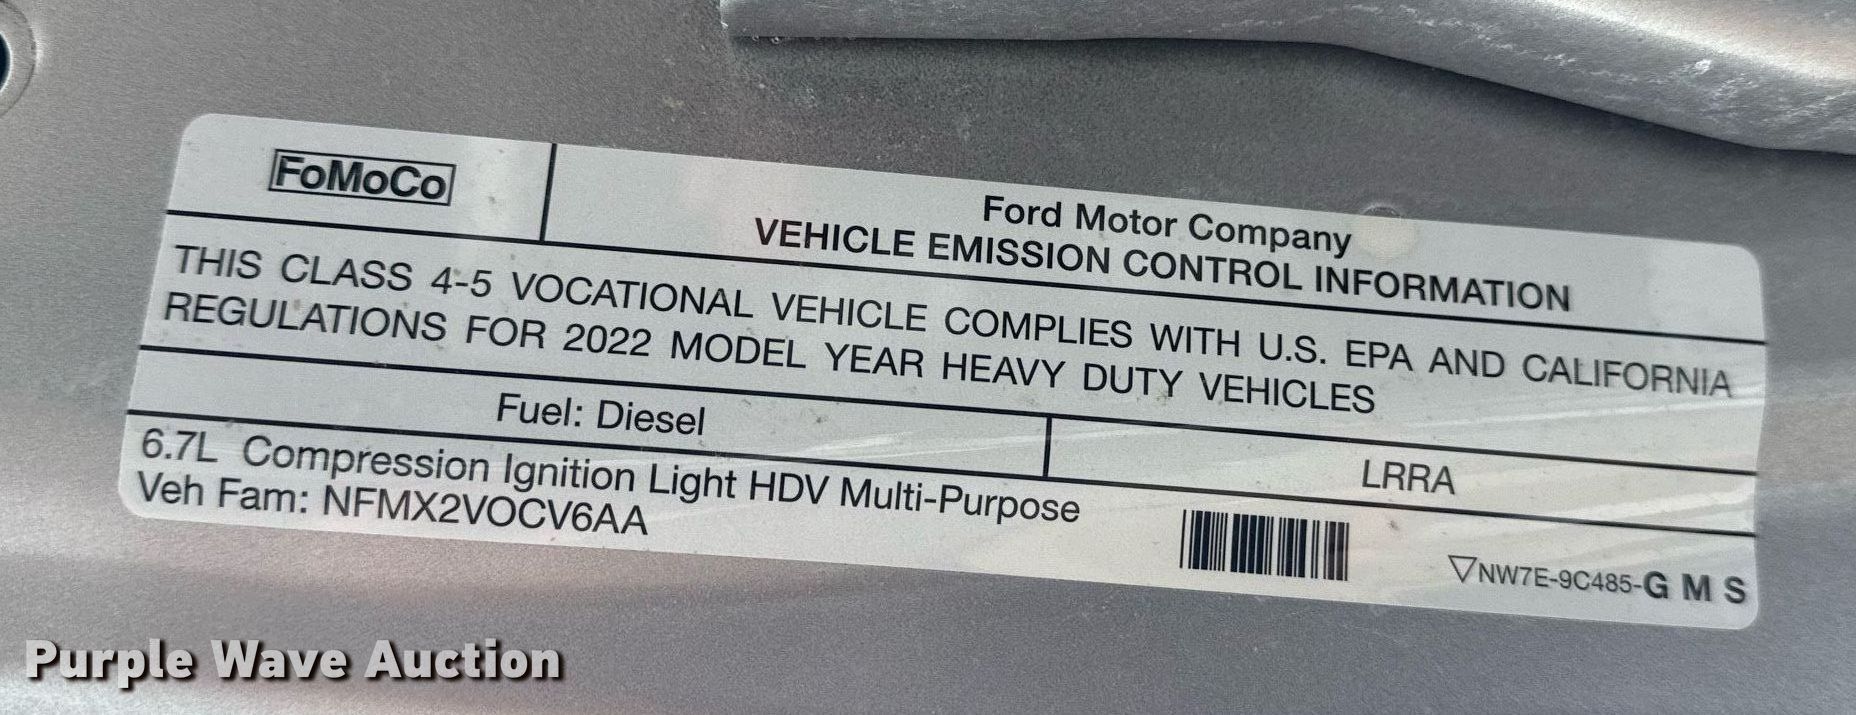 FoMoCo
Ford Motor Company
VEHICLE EMISSION CONTROL INFORMATION
THIS CLASS 4-5 VOCATIONAL VEHICLE COMPLIES WITH U.S. EPA AND CALIFORNIA
REGULATIONS FOR 2022 MODEL YEAR HEAVY DUTY VEHICLES
Fuel: Diesel
LRRA
6.7L Compression Ignition Light HDV Multi-Purpose
Veh Fam: NFMX2VOCV6AA
▽NW7E-9C485-G M S
Purple Wave Auction